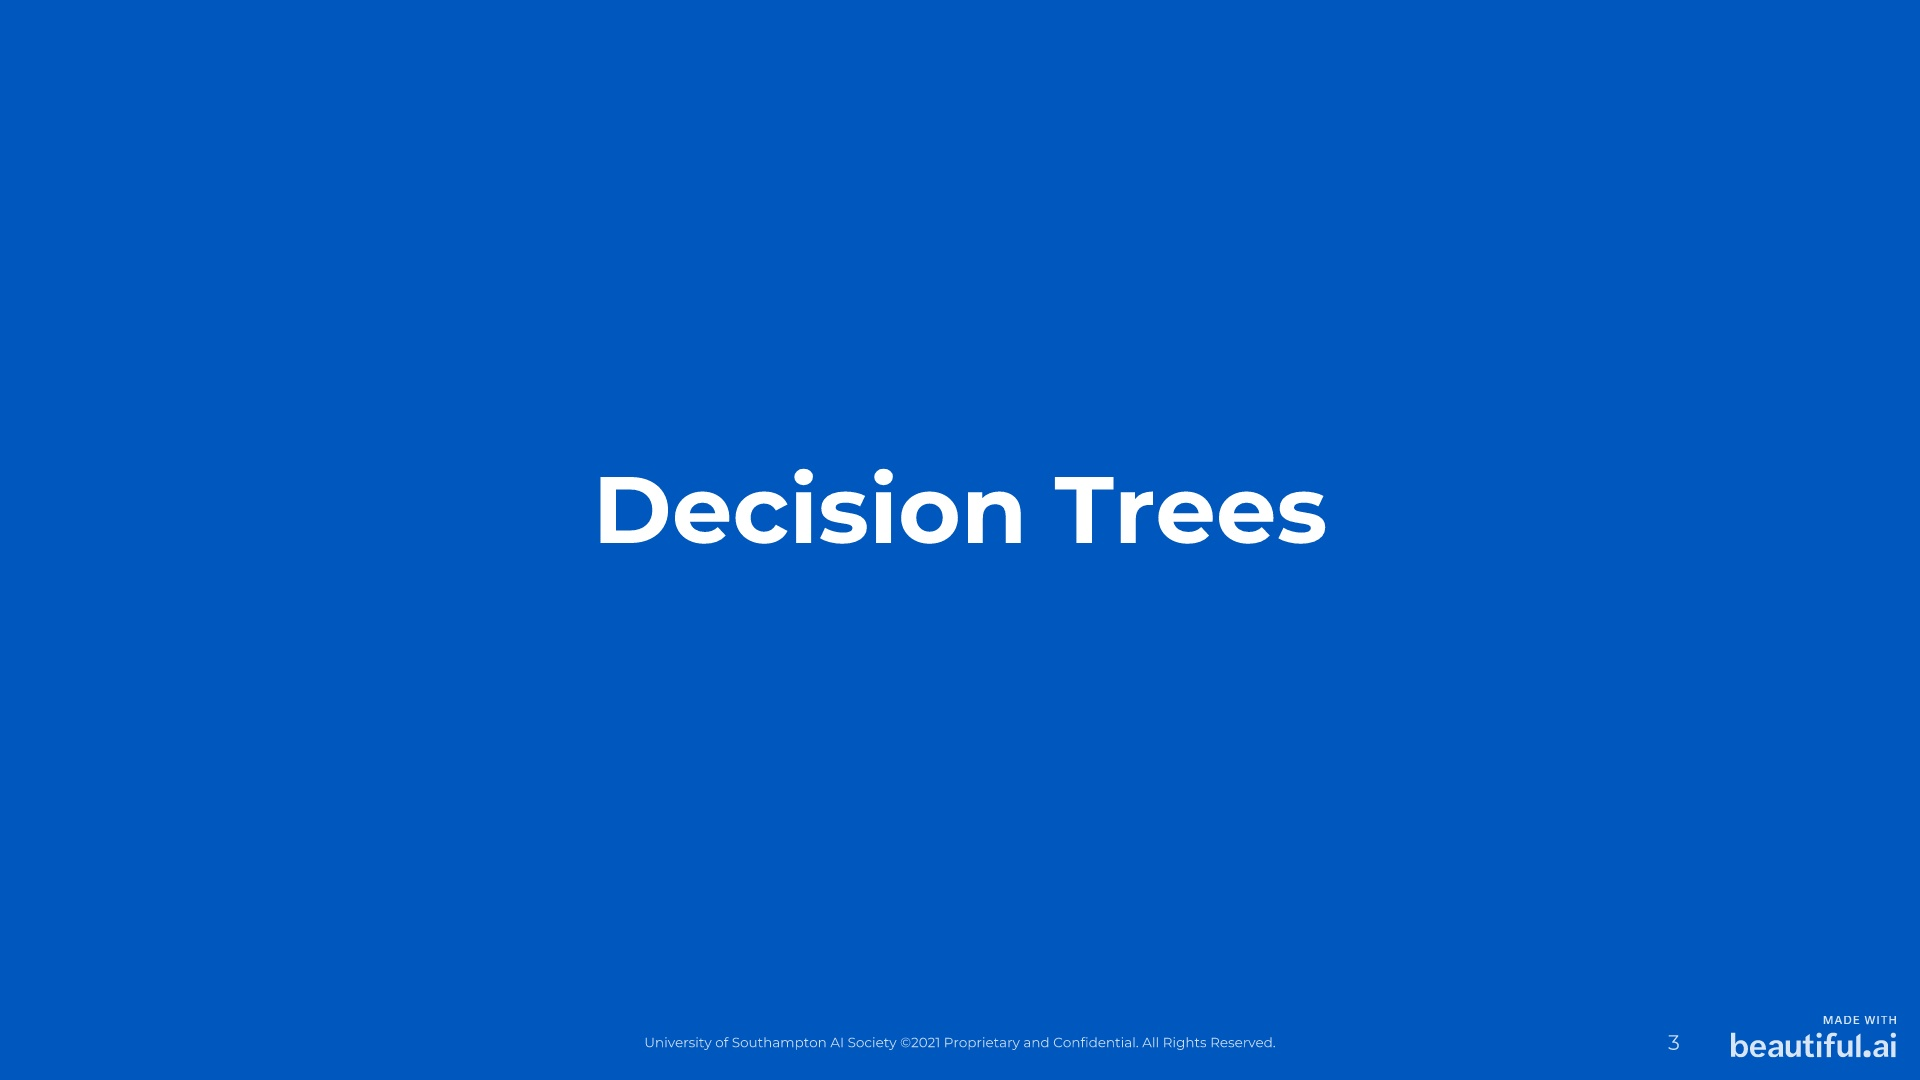 Decision Trees
University of Southampton AI Society ©2021 Proprietary and Confidential. All Rights Reserved.
3
MADE WITH
beautiful.ai